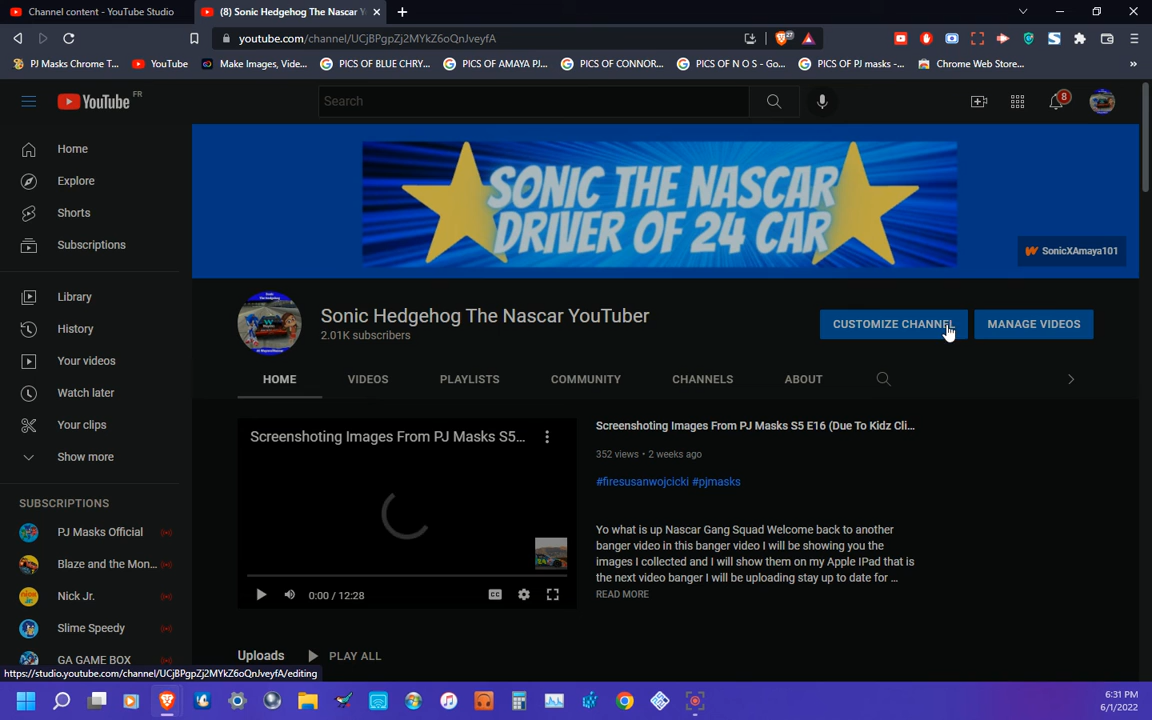 Channel content - YouTube Studio
(8) Sonic Hedgehog The Nascar Y
youtube.com/channel/UCjBPgpZj2MYkZ6oQnJveyfA
27
PJ Masks Chrome T...
YouTube
Make Images, Vide...
PICS OF BLUE CHRY...
PICS OF AMAYA PJ...
PICS OF CONNOR...
PICS OF N O S - Go...
PICS OF PJ masks -...
Chrome Web Store...
YouTube FR
Search
8
Home
Explore
Shorts
Subscriptions
Library
History
Your videos
Watch later
Your clips
Show more
SUBSCRIPTIONS
PJ Masks Official
Blaze and the Mon...
Nick Jr.
Slime Speedy
GA GAME BOX
SONIC THE NASCAR
DRIVER OF 24 CAR
SonicXAmaya101
Sonic Hedgehog The Nascar YouTuber
2.01K subscribers
CUSTOMIZE CHANNEL
MANAGE VIDEOS
HOME
VIDEOS
PLAYLISTS
COMMUNITY
CHANNELS
ABOUT
Screenshoting Images From PJ Masks S5...
0:00 / 12:28
Screenshoting Images From PJ Masks S5 E16 (Due To Kidz Cli...
352 views • 2 weeks ago
#firesusanwojcicki #pjmasks
Yo what is up Nascar Gang Squad Welcome back to another
banger video in this banger video I will be showing you the
images I collected and I will show them on my Apple IPad that is
the next video banger I will be uploading stay up to date for ...
READ MORE
Uploads
PLAY ALL
https://studio.youtube.com/channel/UCjBPgpZj2MYkZ6oQnJveyfA/editing
6:31 PM
6/1/2022